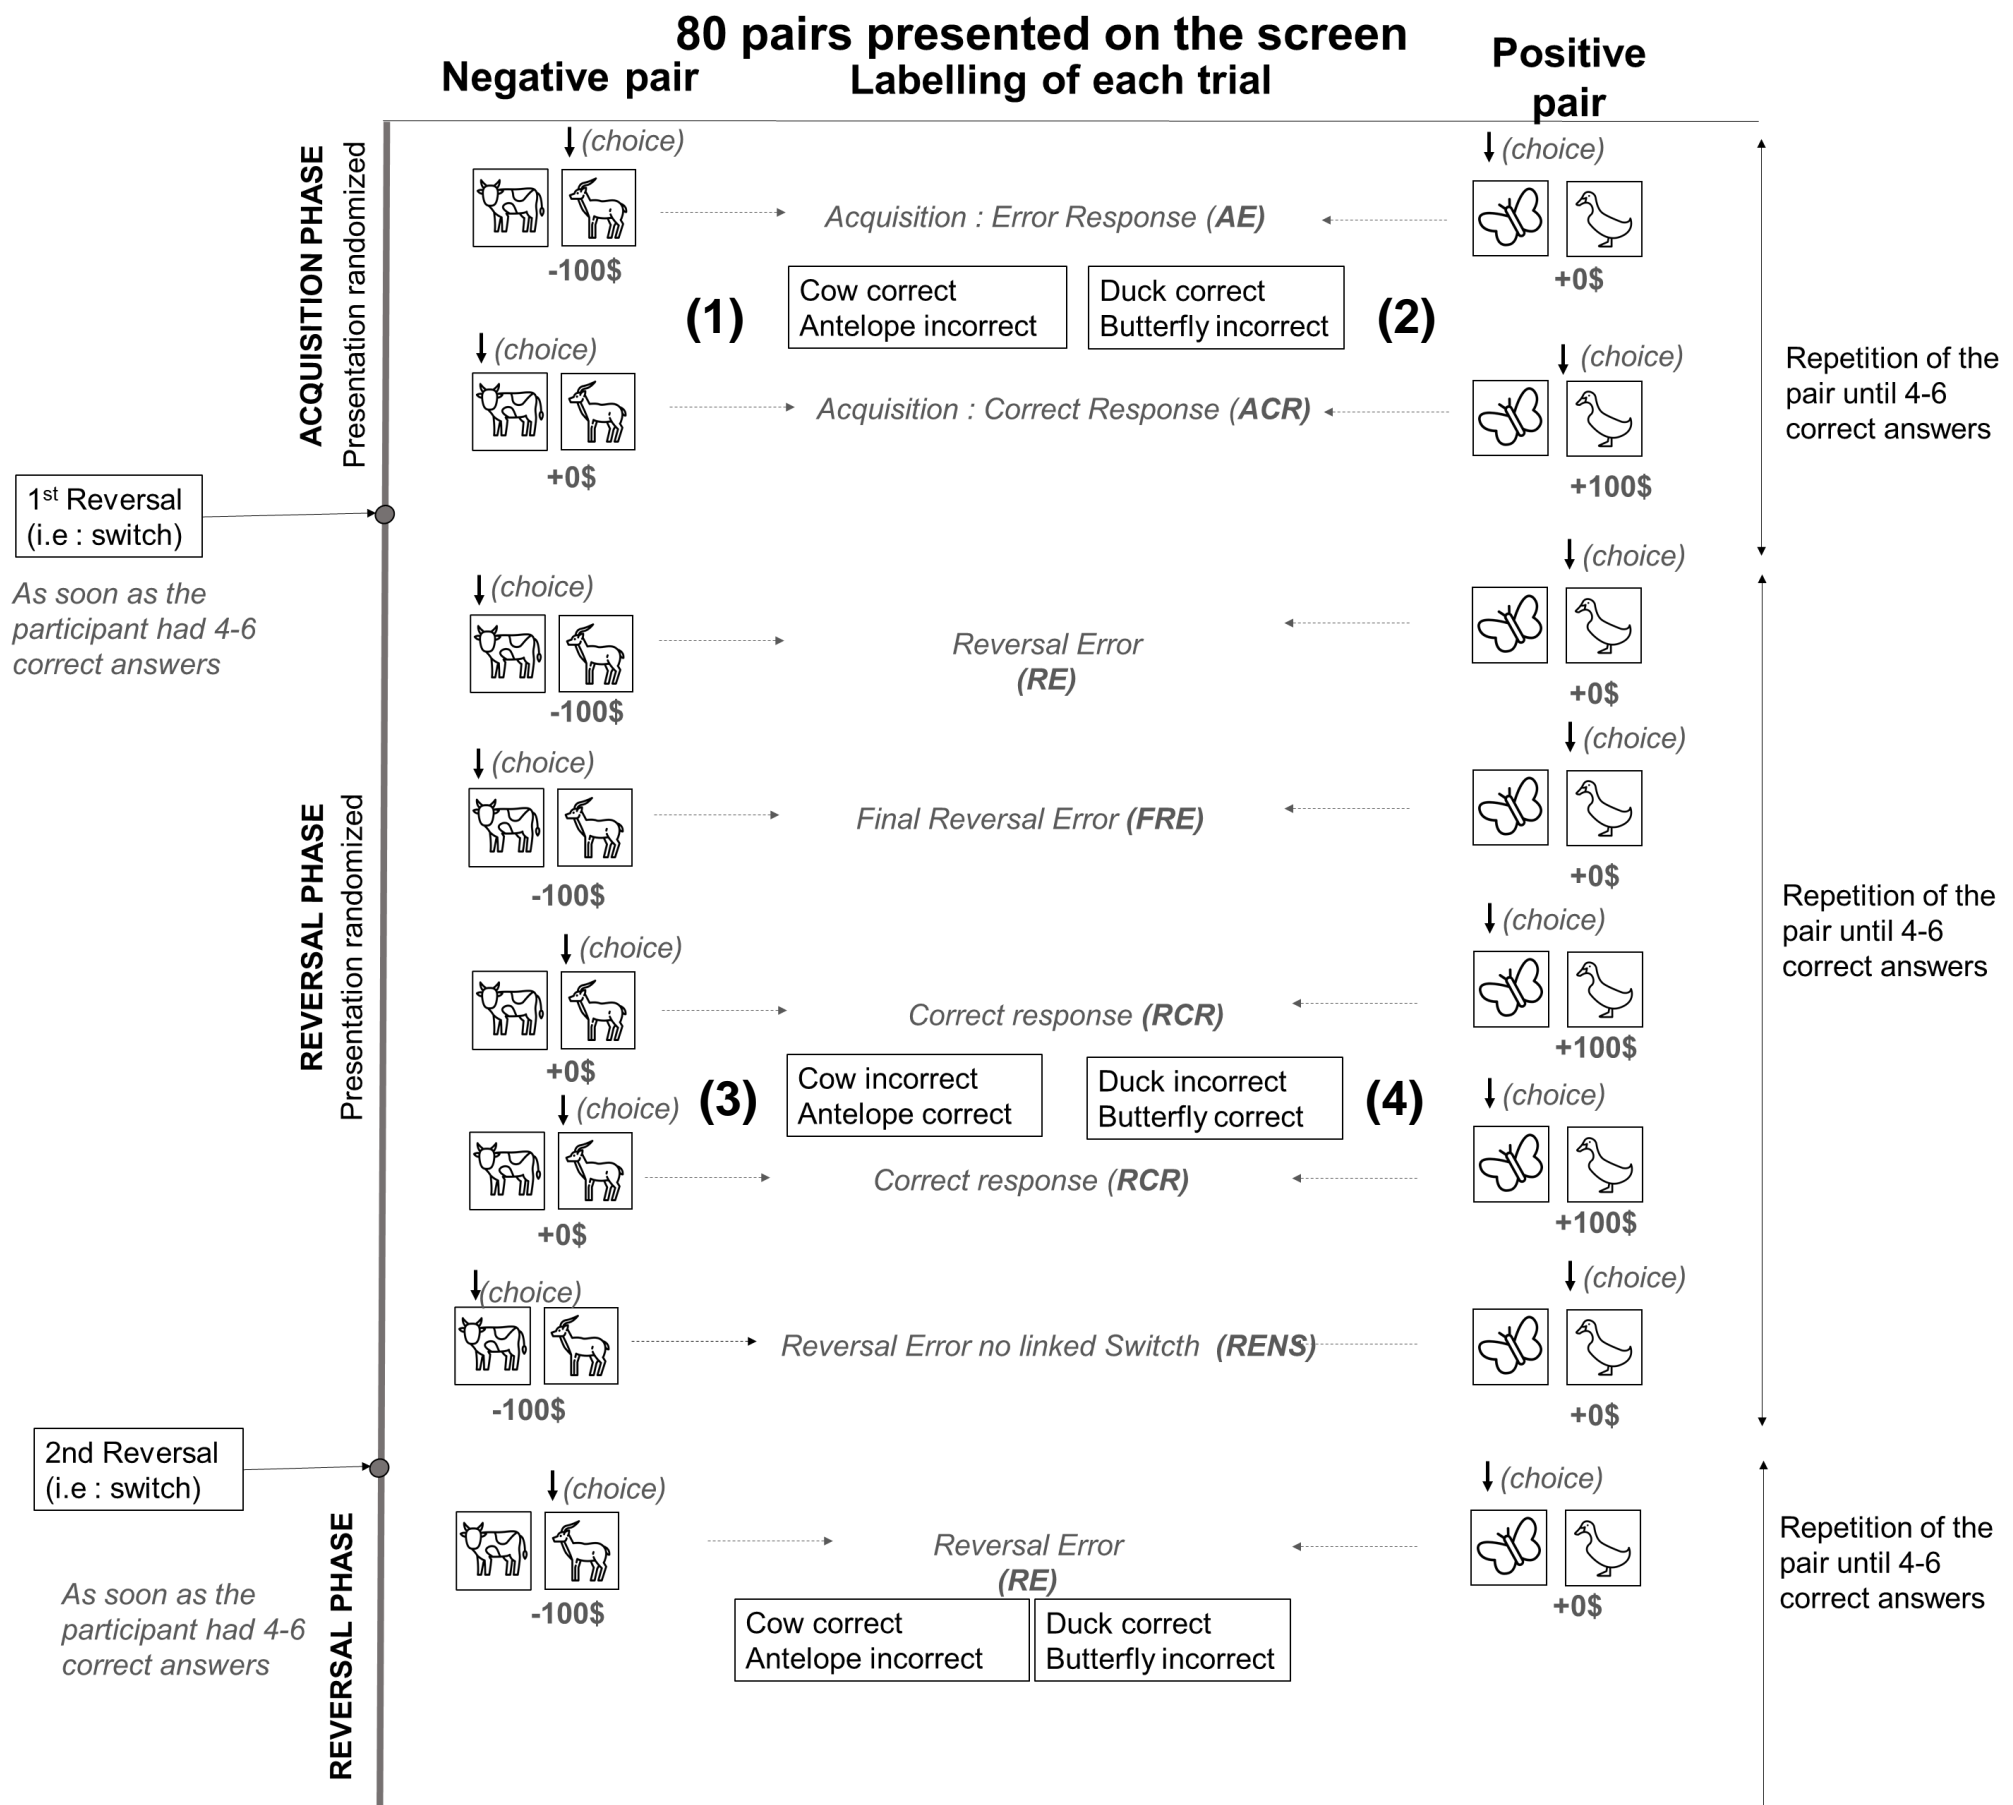 80 pairs presented on the screen
Negative pair
Labelling of each trial
Positive
pair
ACQUISITION PHASE
Presentation randomized
(choice)
-100$
Acquisition : Error Response (AE)
(choice)
+0$
(1)
Cow correct
Antelope incorrect
Duck correct
Butterfly incorrect
(2)
(choice)
+0$
Acquisition : Correct Response (ACR)
(choice)
+100$
Repetition of the
pair until 4-6
correct answers
1st Reversal
(i.e : switch)
As soon as the
participant had 4-6
correct answers
REVERSAL PHASE
Presentation randomized
(choice)
-100$
Reversal Error
(RE)
(choice)
+0$
(choice)
-100$
Final Reversal Error (FRE)
(choice)
+0$
(choice)
+0$
Correct response (RCR)
(choice)
+100$
(3)
Cow incorrect
Antelope correct
Duck incorrect
Butterfly correct
(4)
(choice)
+0$
Correct response (RCR)
(choice)
+100$
Repetition of the
pair until 4-6
correct answers
(choice)
-100$
Reversal Error no linked Switcth (RENS)
(choice)
+0$
2nd Reversal
(i.e : switch)
As soon as the
participant had 4-6
correct answers
REVERSAL PHASE
(choice)
-100$
Reversal Error
(RE)
(choice)
+0$
Cow correct
Antelope incorrect
Duck correct
Butterfly incorrect
Repetition of the
pair until 4-6
correct answers